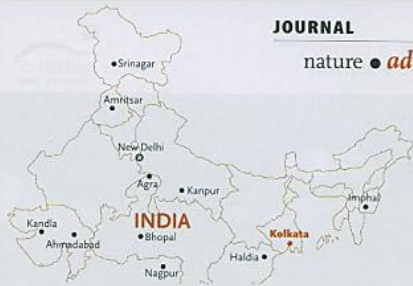 JOURNAL
nature ● ad
Srinagar
Amritsar
New Delhi
Agra
Kanpur
Imphal
Kandla
INDIA
Ahmadabad
Bhopal
Kolkata
Haldia
Nagpur